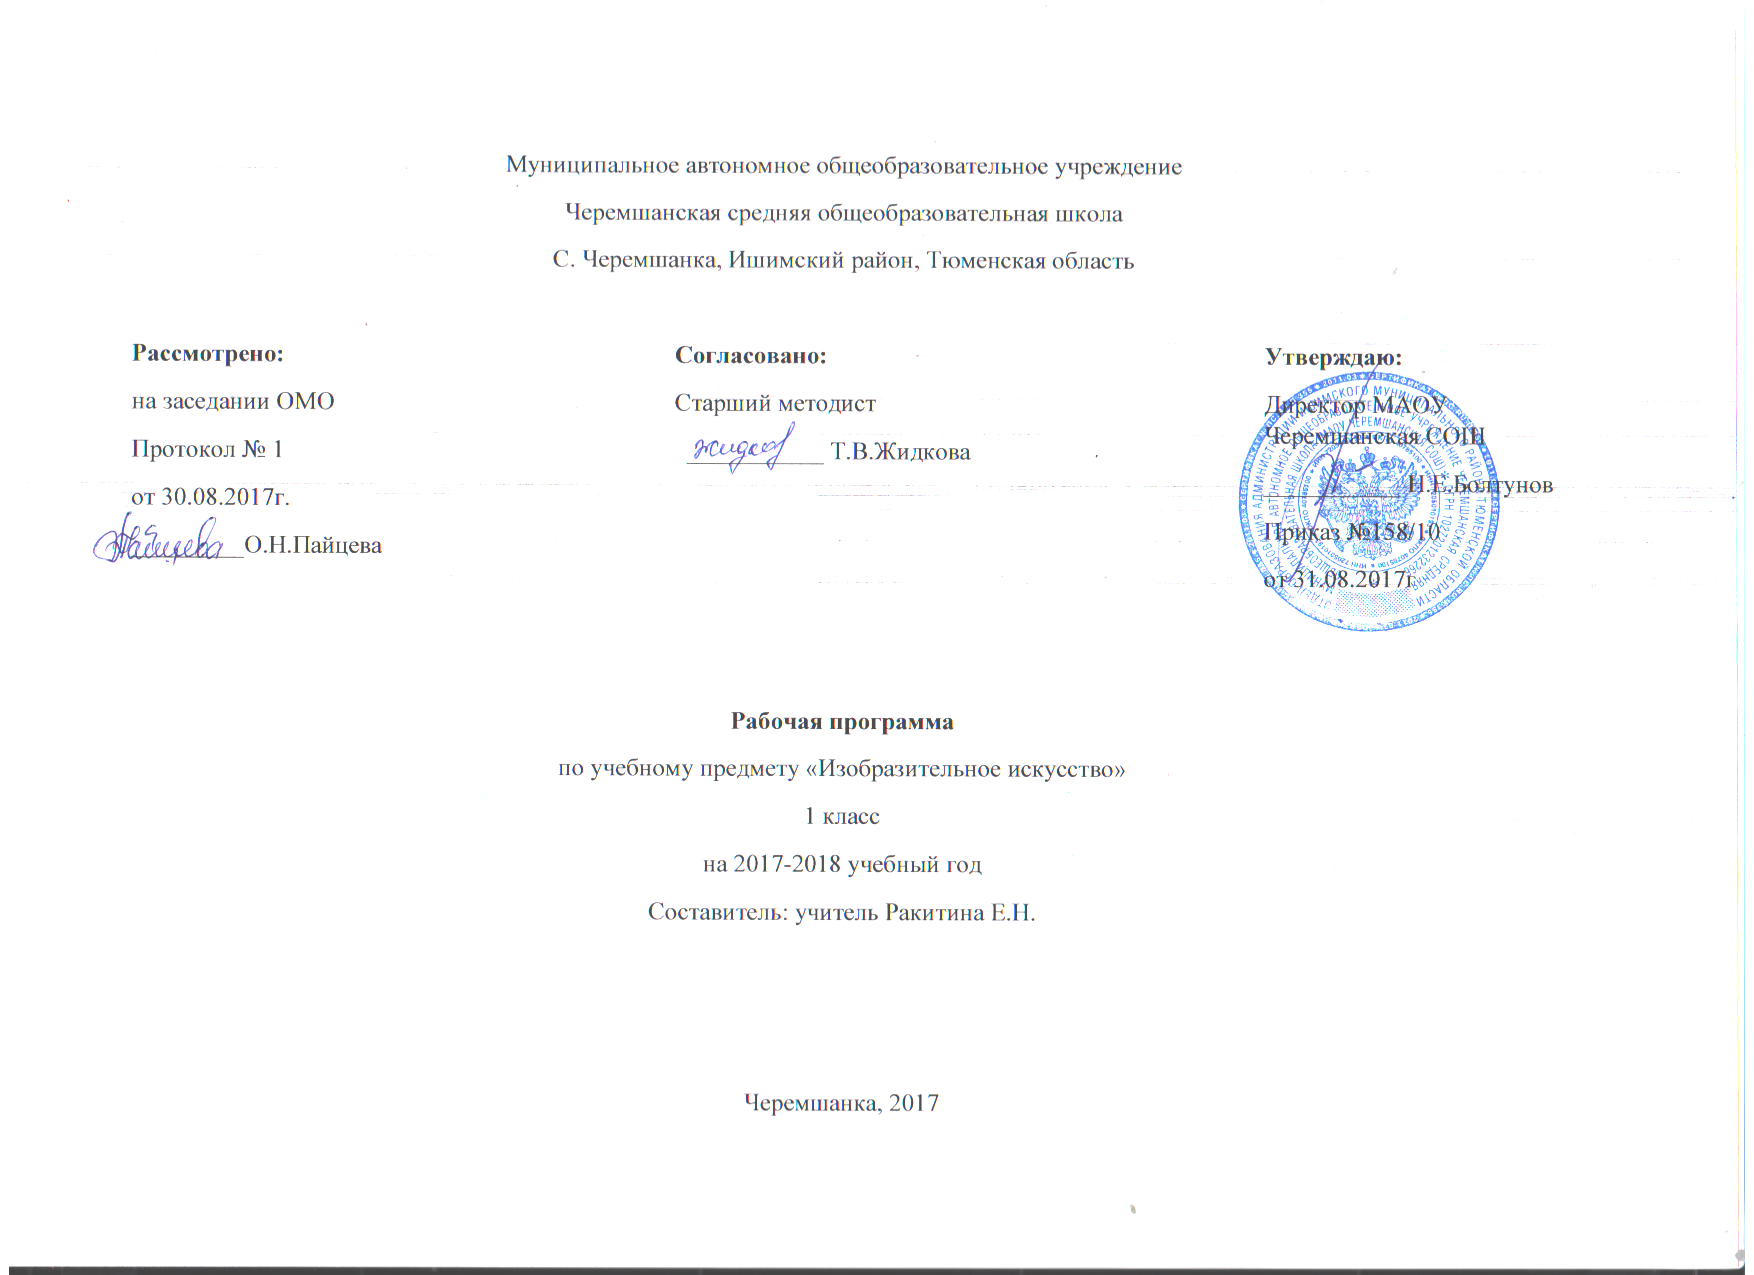 Муниципальное автономное общеобразовательное учреждение
Черемшанская средняя общеобразовательная школа
С. Черемшанка, Ишимский район, Тюменская область
Рассмотрено:
на заседании ОМО
Протокол № 1
от 30.08.2017г.
Пайцева О.Н.Пайцева
Согласовано:
Старший методист
Т.В.Жидкова
Утверждаю:
Директор МАОУ
Черемшанская СОШ
Н.Е.Болтунов
Приказ №158/10
от 31.08.2017г.
Рабочая программа
по учебному предмету «Изобразительное искусство»
1 класс
на 2017-2018 учебный год
Составитель: учитель Ракитина Е.Н.
Черемшанка, 2017